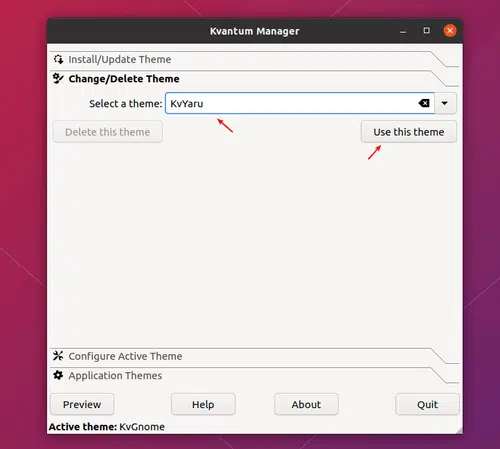 Kvantum Manager
Install/Update Theme
Change/Delete Theme
Select a theme: KvYaru
Delete this theme Use this theme
Configure Active Theme
Application Themes
Preview Help About Quit
Active theme: KvGnome